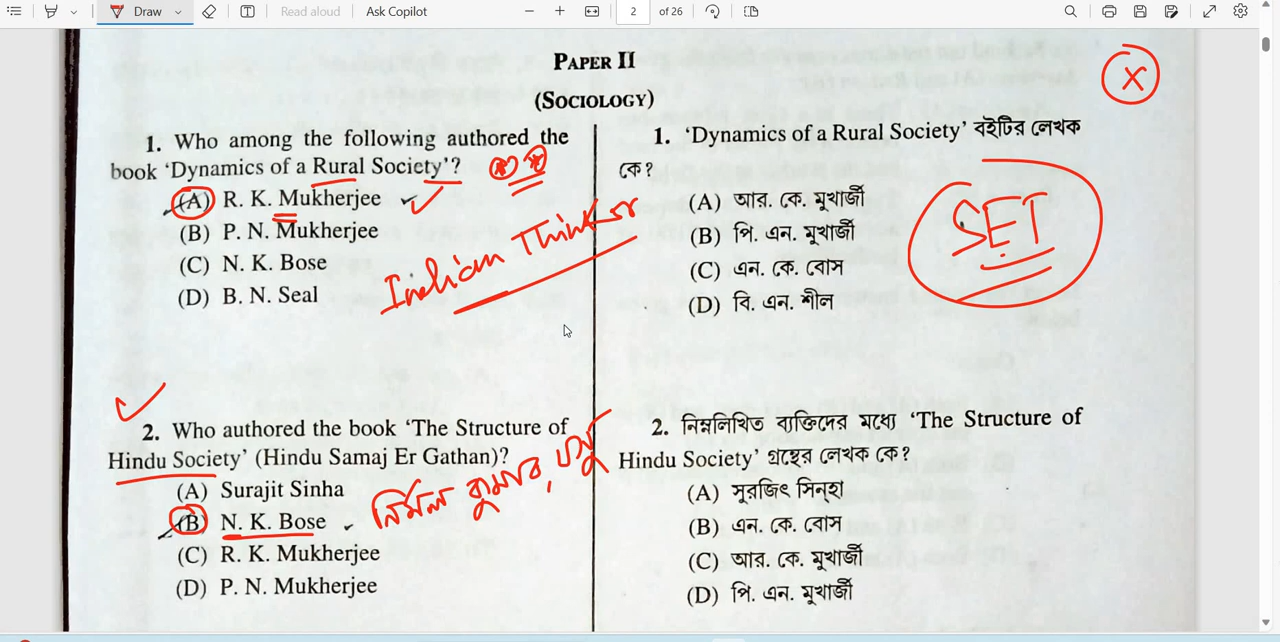 Draw
Read aloud
Ask Copilot
2
of 26
PAPER II
(SOCIOLOGY)
X
1. Who among the following authored the
book ‘Dynamics of a Rural Society’?
(A) R. K. Mukherjee
(B) P. N. Mukherjee
(C) N. K. Bose
(D) B. N. Seal
Indian Thinker
2. Who authored the book ‘The Structure of
Hindu Society’ (Hindu Samaj Er Gathan)?
(A) Surajit Sinha
(B) N. K. Bose
নির্মল কুমার বসু
(C) R. K. Mukherjee
(D) P. N. Mukherjee
1. ‘Dynamics of a Rural Society’ বইটির লেখক
কে?
(A) আর. কে. মুখার্জী
(B) পি. এন. মুখার্জী
(C) এন. কে. বোস
(D) বি. এন. শীল
SET
2. নিম্নলিখিত ব্যক্তিদের মধ্যে ‘The Structure of
Hindu Society’ গ্রন্থের লেখক কে?
(A) সুরজিৎ সিন্‌হা
(B) এন. কে. বোস
(C) আর. কে. মুখার্জী
(D) পি. এন. মুখার্জী